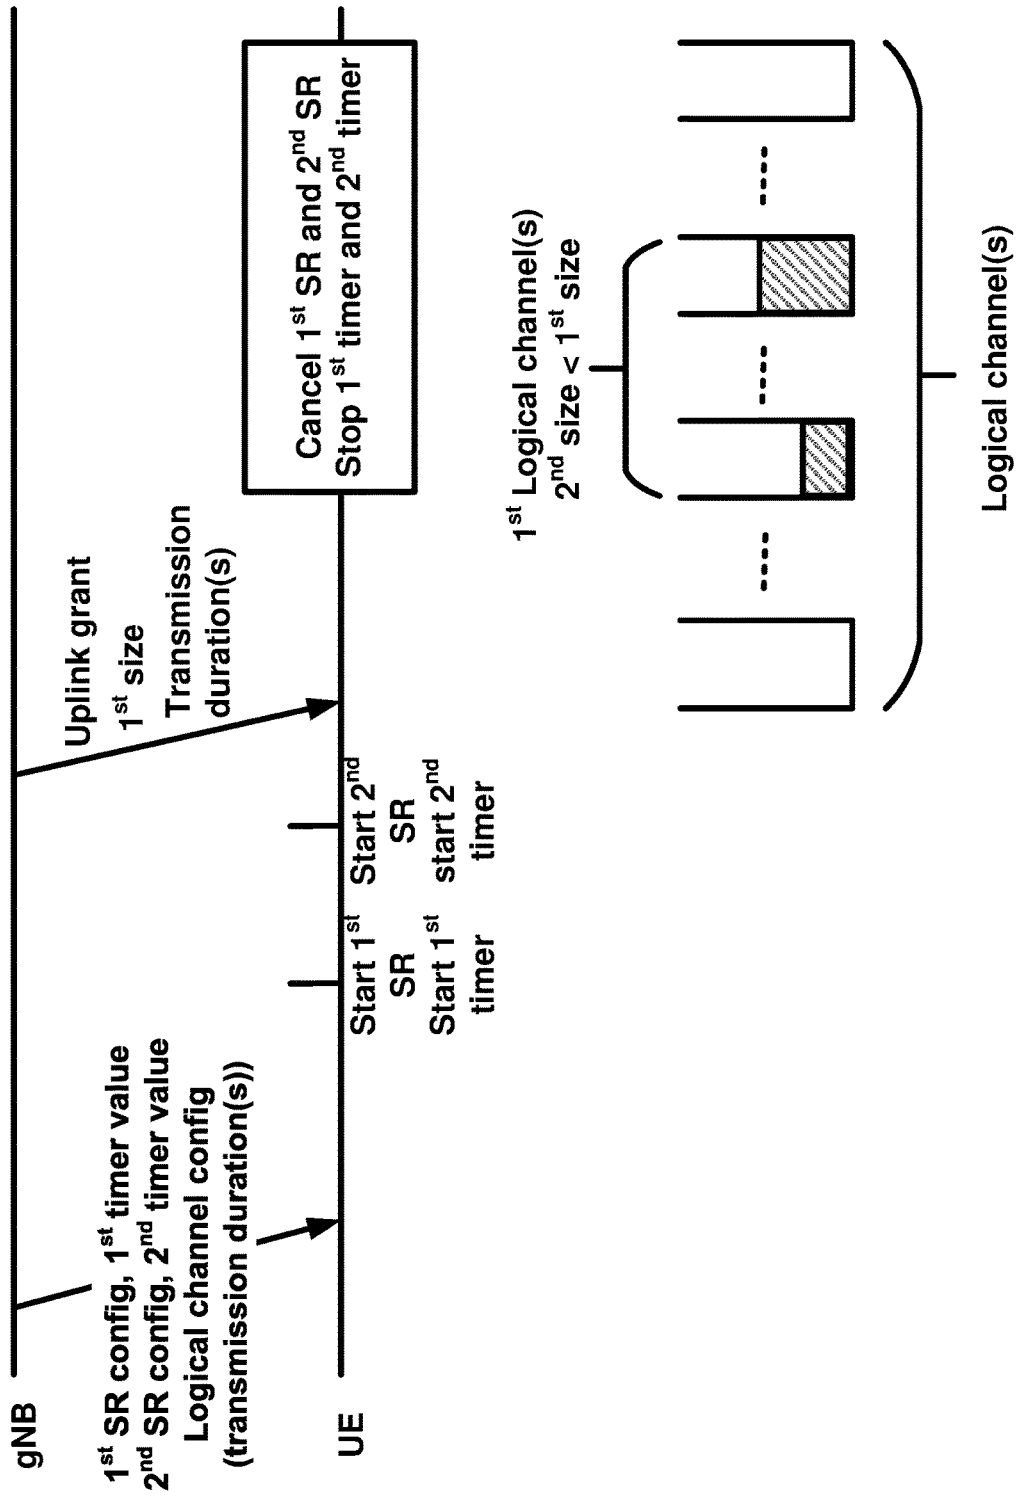 gNB
1st SR config, 1st timer value
2nd SR config, 2nd timer value
Logical channel config
(transmission duration(s))
UE
Start 1st
SR
Start 1st
timer
Start 2nd
SR
start 2nd
timer
Uplink grant
1st size
Transmission
duration(s)
Cancel 1st SR and 2nd SR
Stop 1st timer and 2nd timer
1st Logical channel(s)
2nd size < 1st size
Logical channel(s)